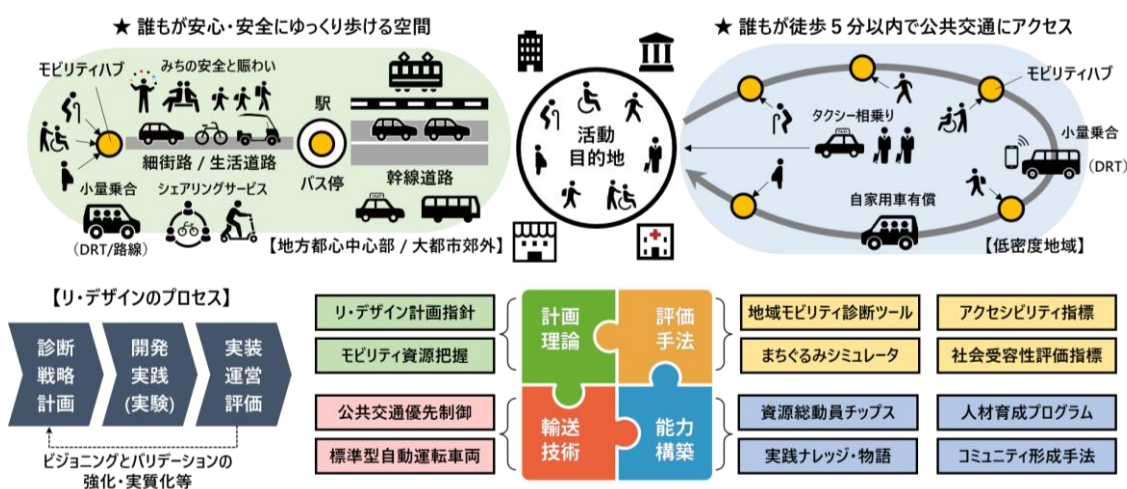 ★ 誰もが安心・安全にゆっくり歩ける空間
モビリティハブ
みちの安全と賑わい
駅
細街路 / 生活道路
バス停
幹線道路
小量乗合
(DRT/路線)
シェアリングサービス
TAXI
【地方都心中心部 / 大都市郊外】
活動
目的地
★ 誰もが徒歩 5 分以内で公共交通にアクセス
モビリティハブ
タクシー相乗り
TAXI
小量乗合
(DRT)
自家用車有償
【低密度地域】
【リ・デザインのプロセス】
診断
戦略
計画
開発
実践
(実験)
実装
運営
評価
ビジョニングとバリデーションの
強化・実質化等
リ・デザイン計画指針
モビリティ資源把握
公共交通優先制御
標準型自動運転車両
計画
理論
評価
手法
輸送
技術
能力
構築
地域モビリティ診断ツール
アクセシビリティ指標
まちぐるみシミュレータ
社会受容性評価指標
資源総動員チップス
人材育成プログラム
実践ナレッジ・物語
コミュニティ形成手法